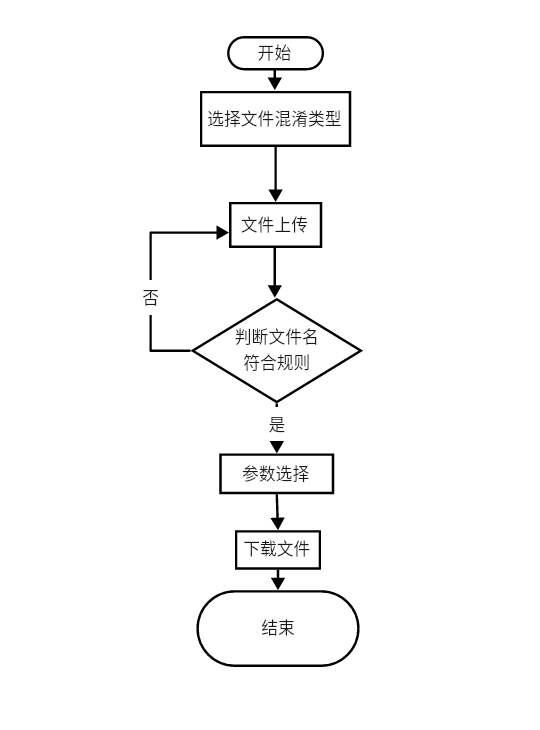 开始
选择文件混淆类型
文件上传
否
判断文件名
符合规则
是
参数选择
下载文件
结束